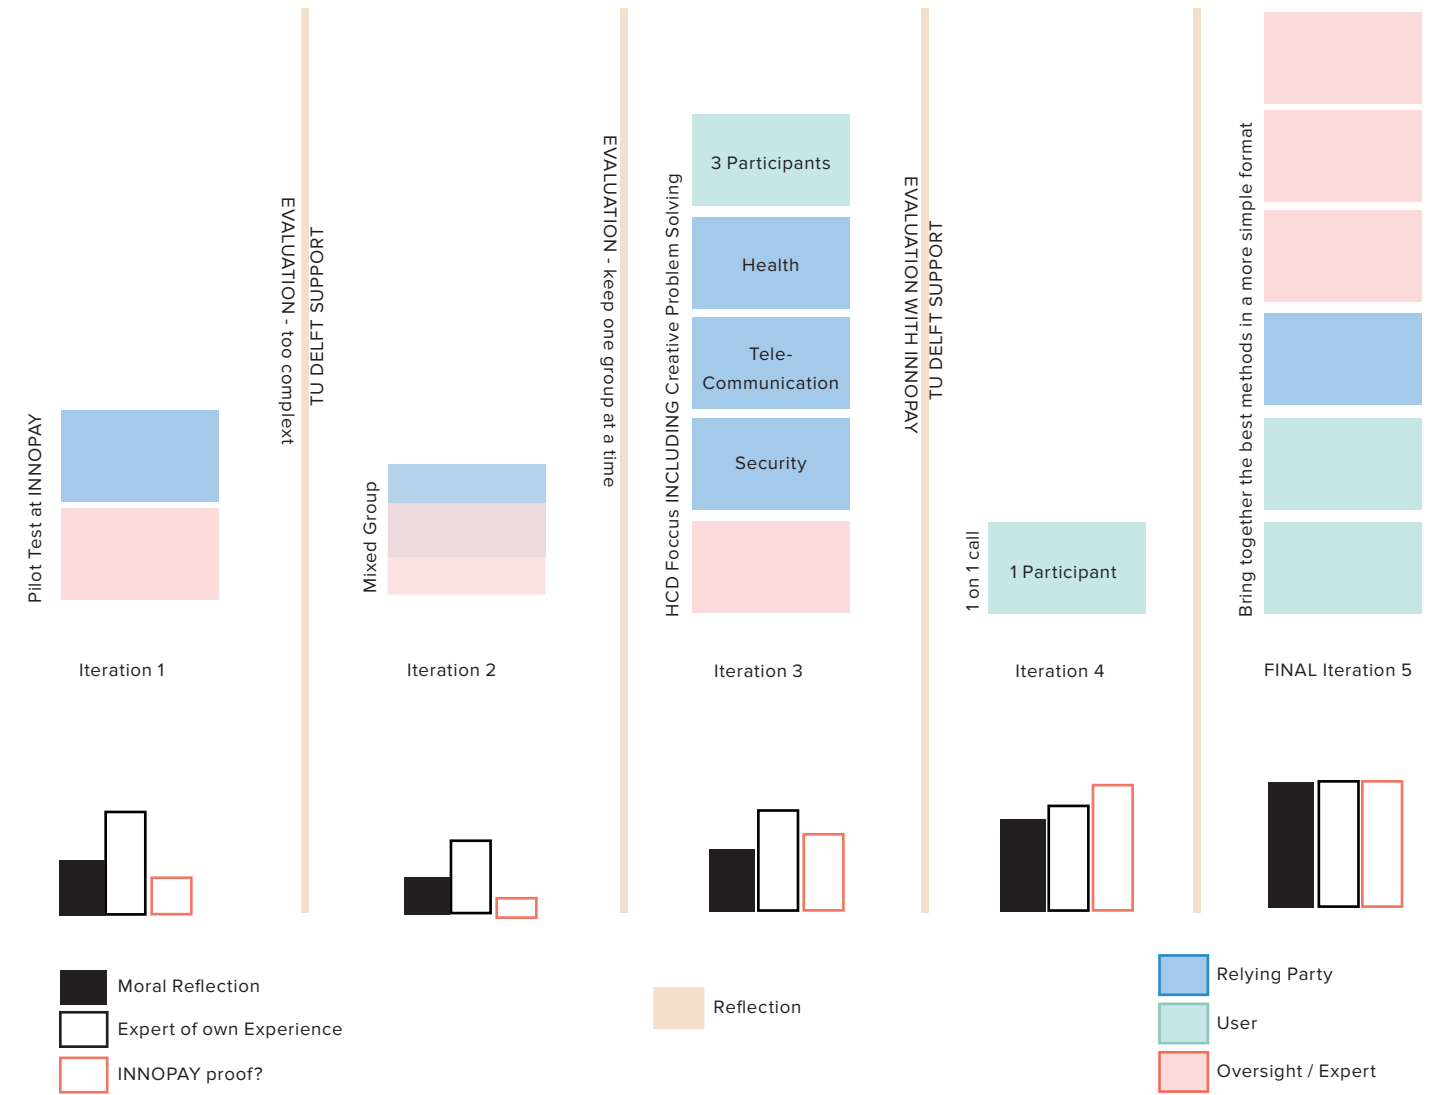 Pilot Test at INNOPAY
EVALUATION - too complext
TU DELFT SUPPORT
Mixed Group
EVALUATION - keep one group at a time
HCD Foccus INCLUDING Creative Problem Solving
3 Participants
Health
Tele-
Communication
Security
EVALUATION WITH INNOPAY
TU DELFT SUPPORT
1 on 1 call
1 Participant
Bring together the best methods in a more simple format
Iteration 1
Iteration 2
Iteration 3
Iteration 4
FINAL Iteration 5
Moral Reflection
Expert of own Experience
INNOPAY proof?
Reflection
Relying Party
User
Oversight / Expert